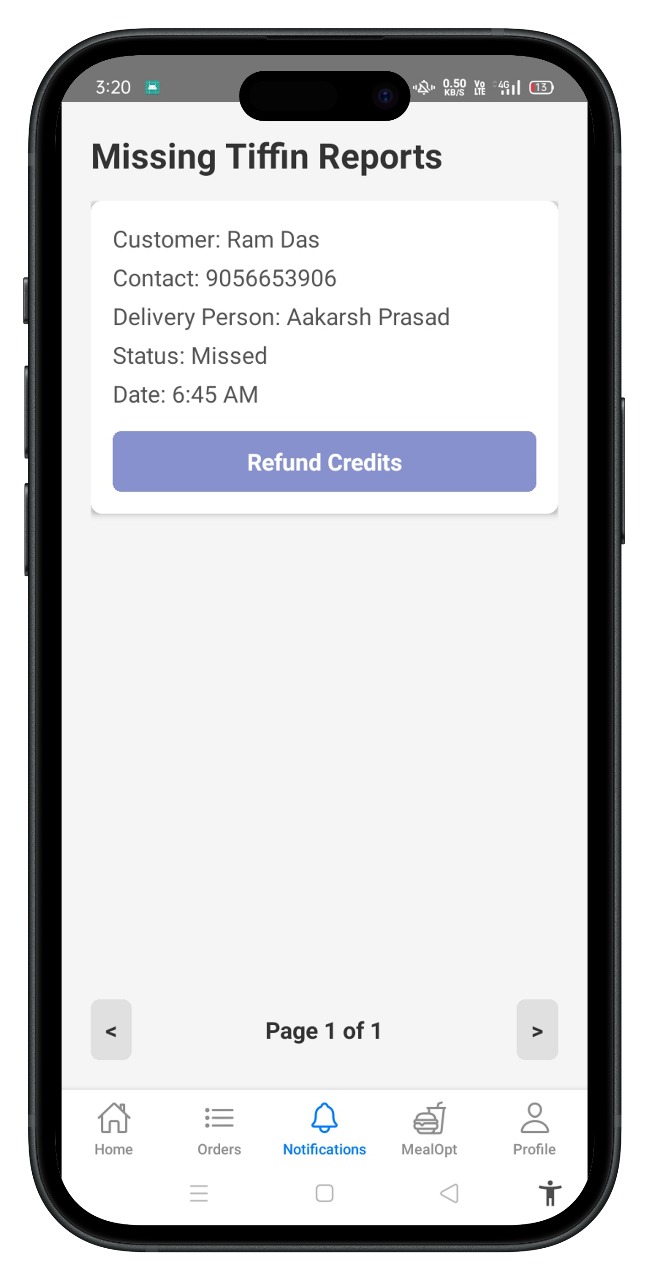 3:20 0.50 KB/S Vo LTE 4G 13
Missing Tiffin Reports
Customer: Ram Das
Contact: 9056653906
Delivery Person: Aakarsh Prasad
Status: Missed
Date: 6:45 AM
Refund Credits
< Page 1 of 1 >
Home Orders Notifications MealOpt Profile